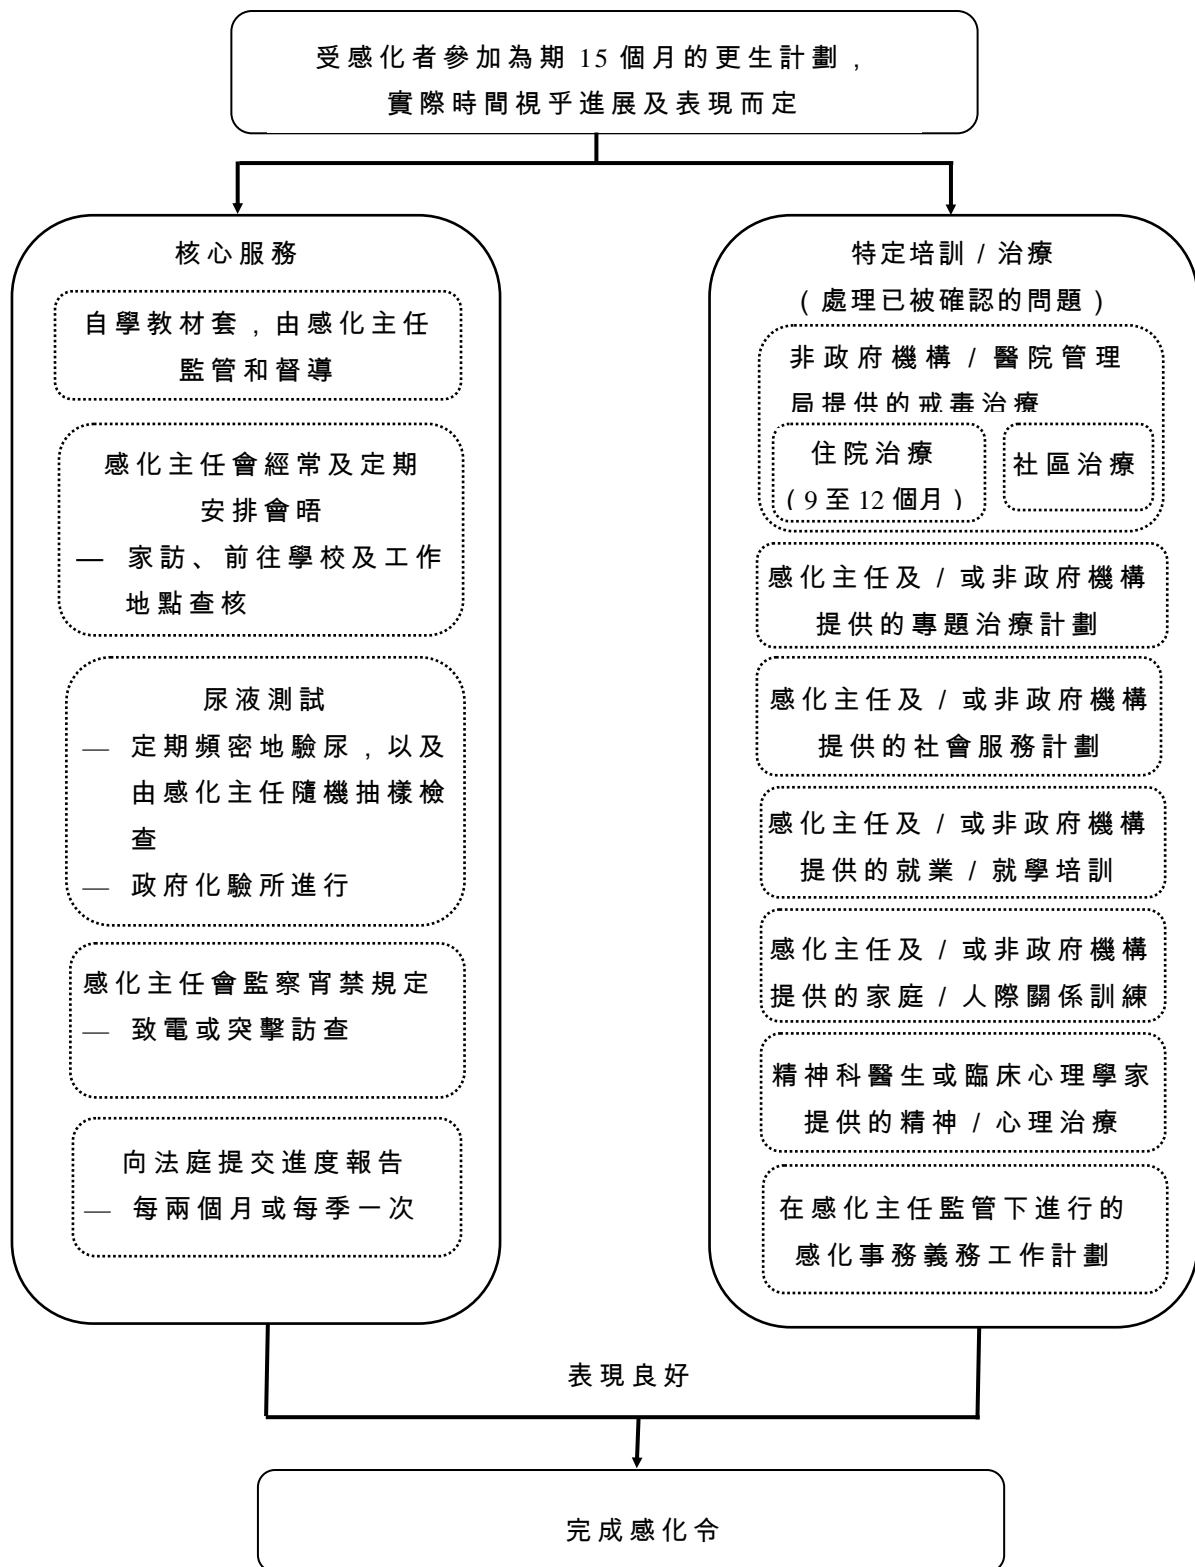 受感化者參加為期 15 個月的更生計劃，
實際時間視乎進展及表現而定
核心服務
自學教材套，由感化主任
監管和督導
感化主任會經常及定期
安排會晤
— 家訪、前往學校及工作
地點查核
尿液測試
— 定期頻密地驗尿，以及
由感化主任隨機抽樣檢
查
— 政府化驗所進行
感化主任會監察宵禁規定
— 致電或突擊訪查
向法庭提交進度報告
— 每兩個月或每季一次
特定培訓 / 治療
（處理已被確認的問題）
非政府機構 / 醫院管理
局提供的戒毒治療
住院治療
（9 至 12 個月）
社區治療
感化主任及 / 或非政府機構
提供的專題治療計劃
感化主任及 / 或非政府機構
提供的社會服務計劃
感化主任及 / 或非政府機構
提供的就業 / 就學培訓
感化主任及 / 或非政府機構
提供的家庭 / 人際關係訓練
精神科醫生或臨床心理學家
提供的精神 / 心理治療
在感化主任監管下進行的
感化事務義務工作計劃
表現良好
完成感化令